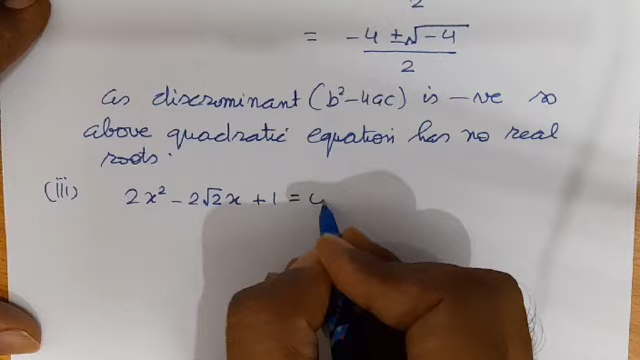 2
= -4 ±√-4
2
as discriminant (b²-4ac) is -ve so
above quadratic equation has no real
roots.
(iii) 2x² - 2√2x + 1 =